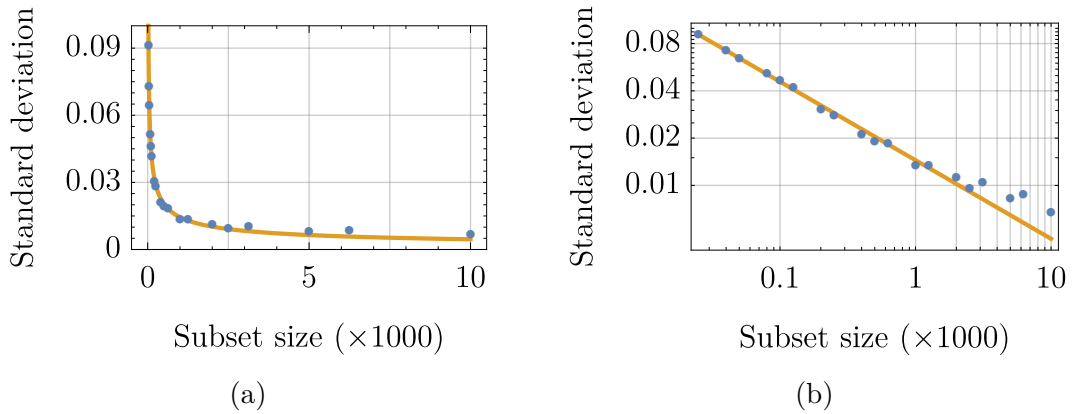 Standard deviation
0.09
0.06
0.03
0
0
5
10
Subset size (×1000)
(a)
Standard deviation
0.08
0.04
0.02
0.01
0.1
1
10
Subset size (×1000)
(b)